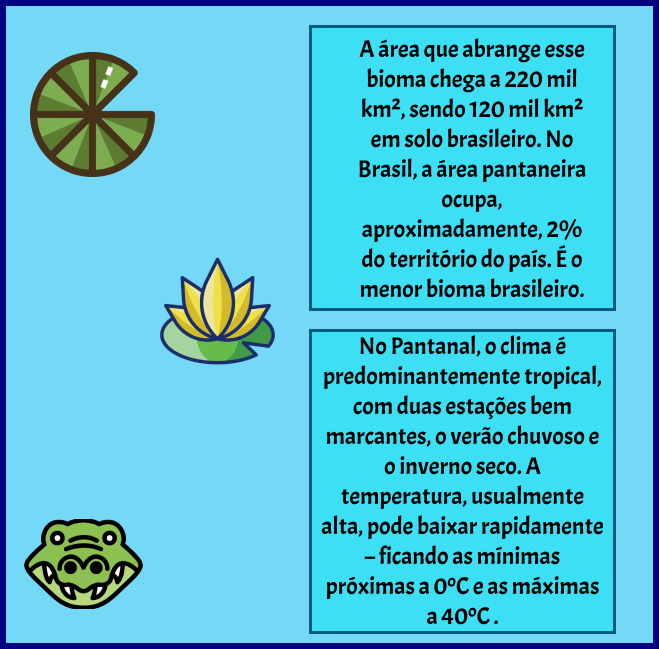 A área que abrange esse
bioma chega a 220 mil
km², sendo 120 mil km²
em solo brasileiro. No
Brasil, a área pantaneira
ocupa,
aproximadamente, 2%
do território do país. É o
menor bioma brasileiro.
No Pantanal, o clima é
predominantemente tropical,
com duas estações bem
marcantes, o verão chuvoso e
o inverno seco. A
temperatura, usualmente
alta, pode baixar rapidamente
– ficando as mínimas
próximas a 0ºC e as máximas
a 40ºC .